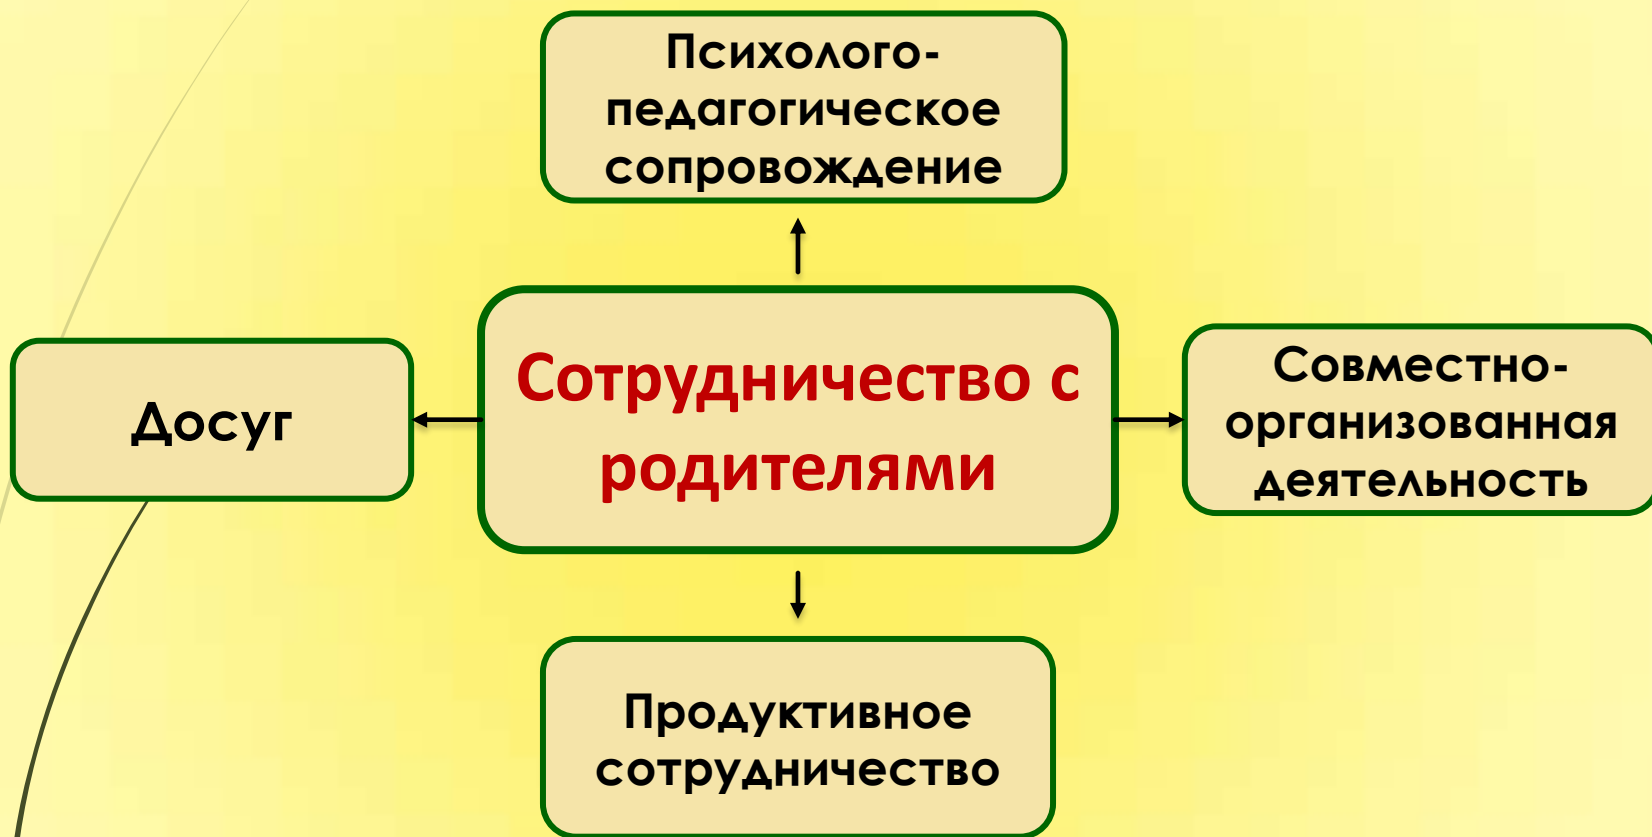 Психолого-
педагогическое
сопровождение
Досуг
Сотрудничество с
родителями
Совместно-
организованная
деятельность
Продуктивное
сотрудничество